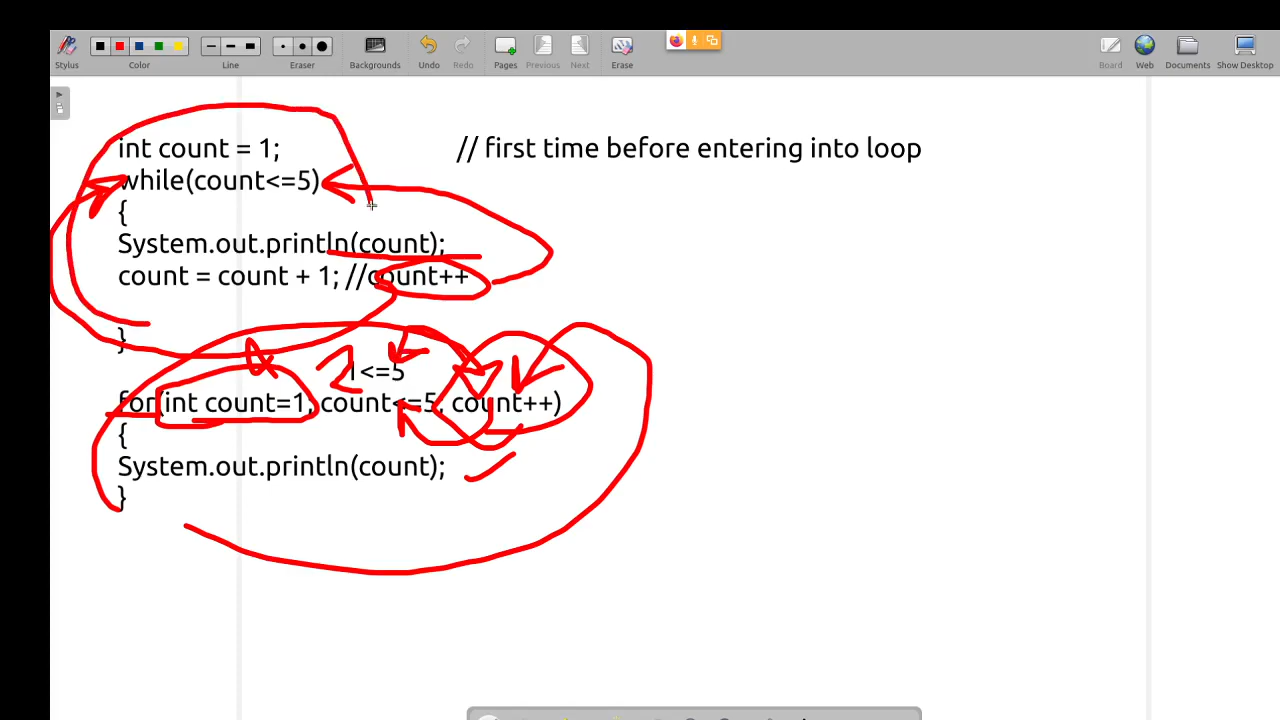 Stylus Color Line Eraser Backgrounds Undo Redo Pages Previous Next Erase Board Web Documents Show Desktop
int count = 1; // first time before entering into loop
while(count<=5)
{
System.out.println(count);
count = count + 1; //count++
}
1<=5
2
for(int count=1, count<=5, count++)
{
System.out.println(count);
}